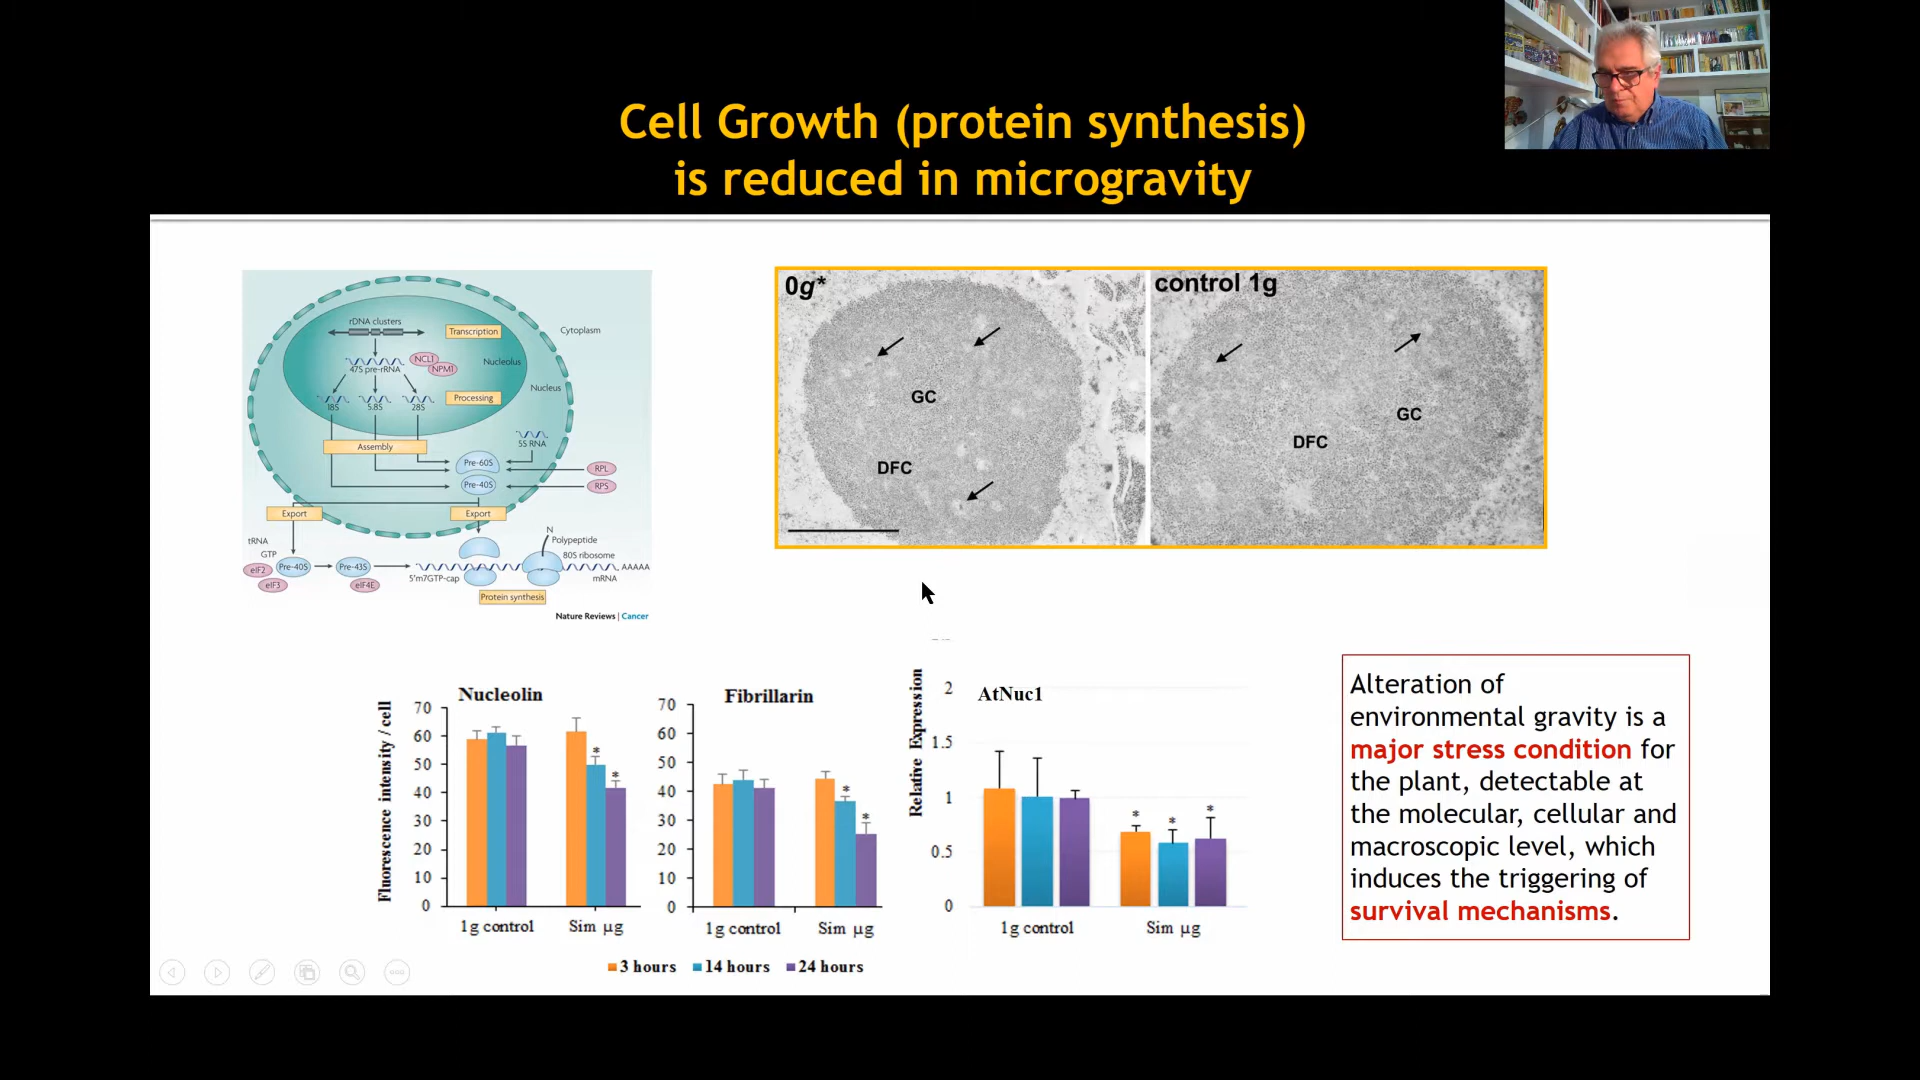 Cell Growth (protein synthesis)
is reduced in microgravity
rDNA clusters
Transcription
Cytoplasm
NCL1
NPM1
Nucleolus
47S pre-rRNA
Nucleus
Processing
18S
5.8S
28S
Assembly
5S RNA
Pre-60S
RPL
Pre-40S
RPS
Export
Export
tRNA
GTP
eIF2
eIF3
Pre-40S
Pre-43S
eIF4E
N
Polypeptide
80S ribosome
AAAAA
5'm7GTP-cap
mRNA
Protein synthesis
Nature Reviews | Cancer
0g*
GC
DFC
control 1g
GC
DFC
Nucleolin
Fluorescence intensity / cell
70
60
50
40
30
20
10
0
* *
1g control
Sim µg
Fibrillarin
70
60
50
40
30
20
10
0
* *
1g control
Sim µg
3 hours
14 hours
24 hours
AtNuc1
Relative Expression
2
1.5
1
0.5
0
* * *
1g control
Sim µg
Alteration of
environmental gravity is a
major stress condition for
the plant, detectable at
the molecular, cellular and
macroscopic level, which
induces the triggering of
survival mechanisms.